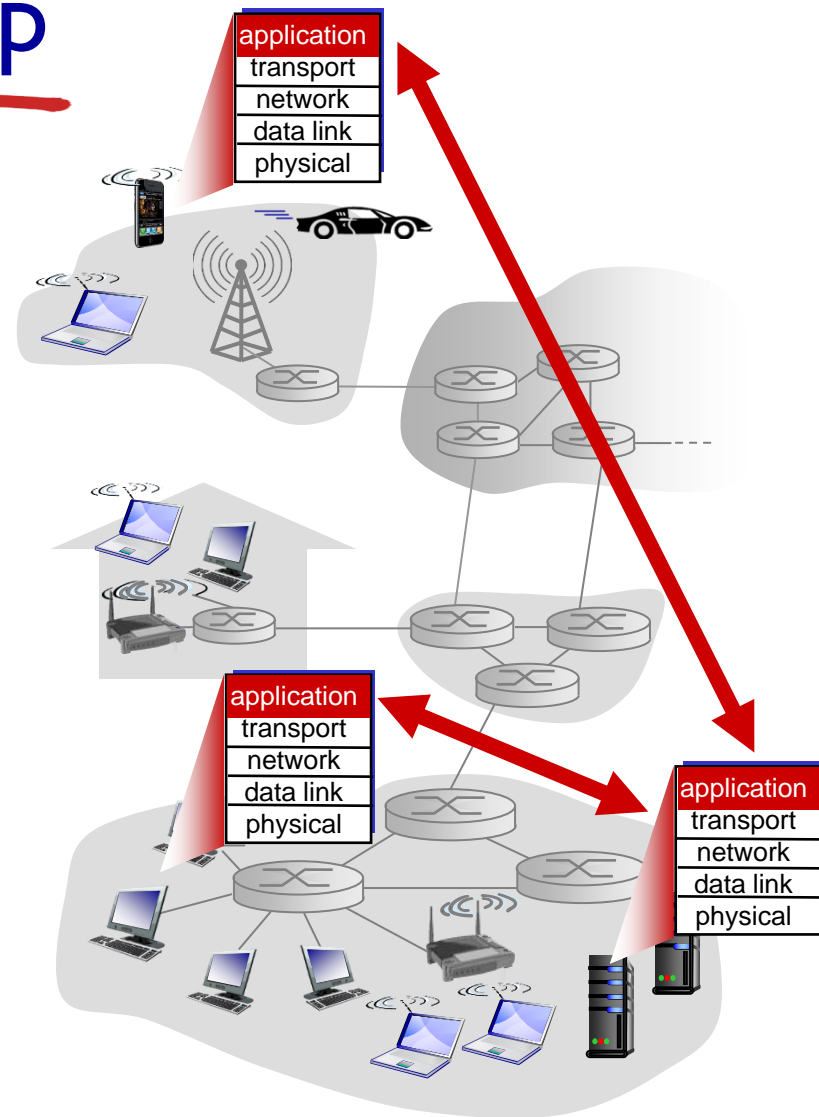 p
application
transport
network
data link
physical
application
transport
network
data link
physical
application
transport
network
data link
physical